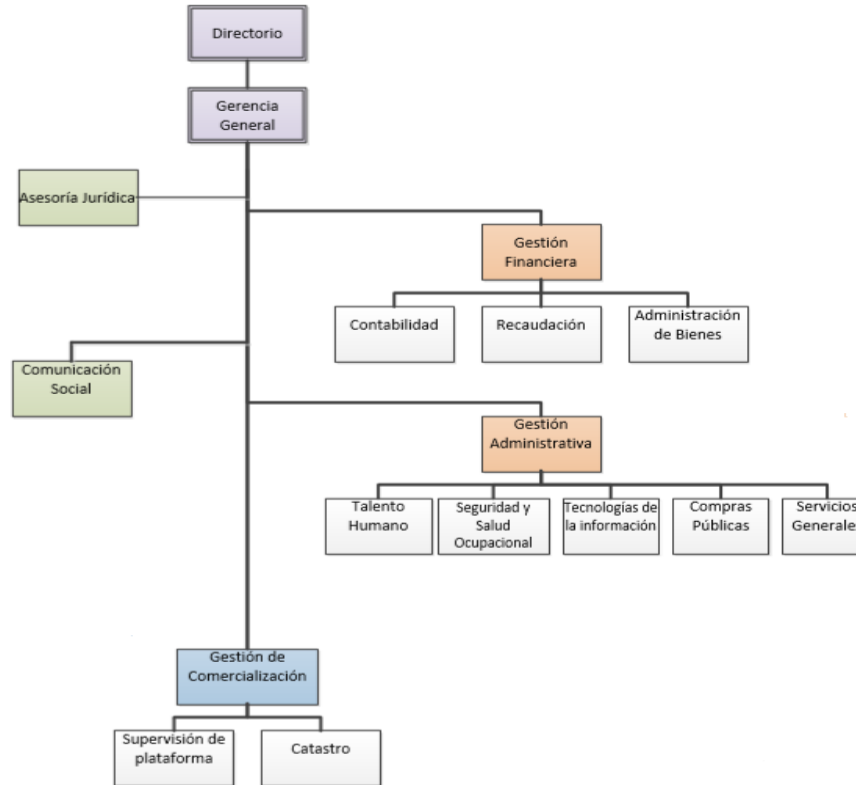 Directorio
Gerencia
General
Asesoría Jurídica
Gestión
Financiera
Contabilidad
Recaudación
Administración
de Bienes
Comunicación
Social
Gestión
Administrativa
Talento
Humano
Seguridad y
Salud
Ocupacional
Tecnologías de
la información
Compras
Públicas
Servicios
Generale
Gestión de
Comercialización
Supervisión de
plataforma
Catastro